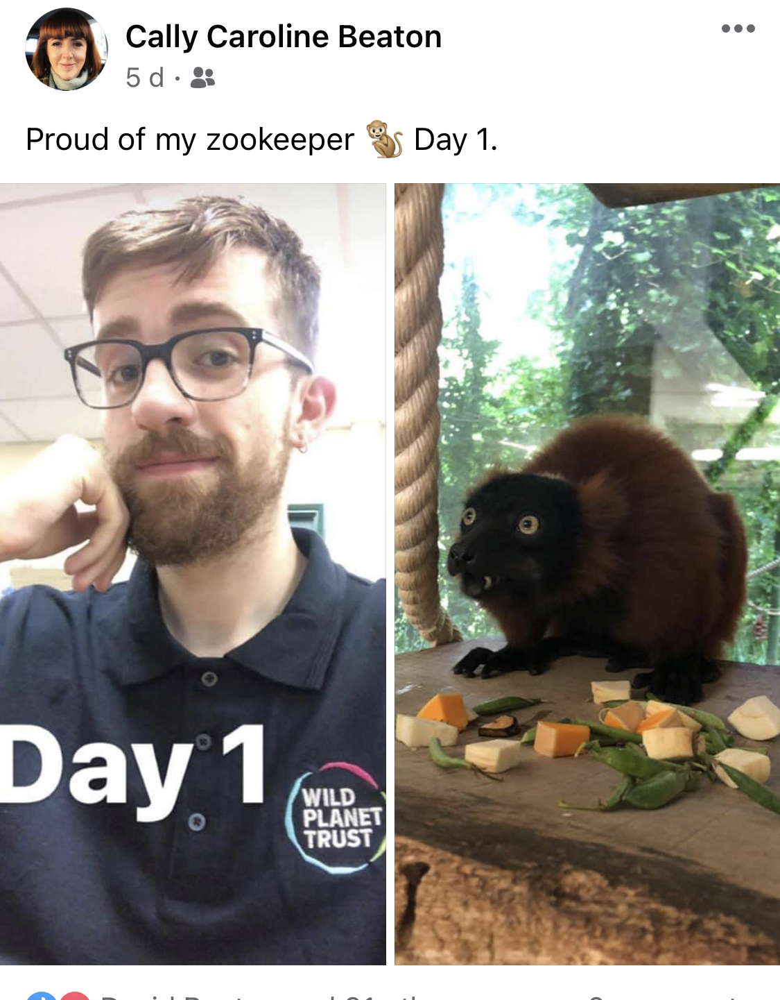 Cally Caroline Beaton
5 d ·
Proud of my zookeeper 🐒 Day 1.
Day 1
WILD
PLANET
TRUST